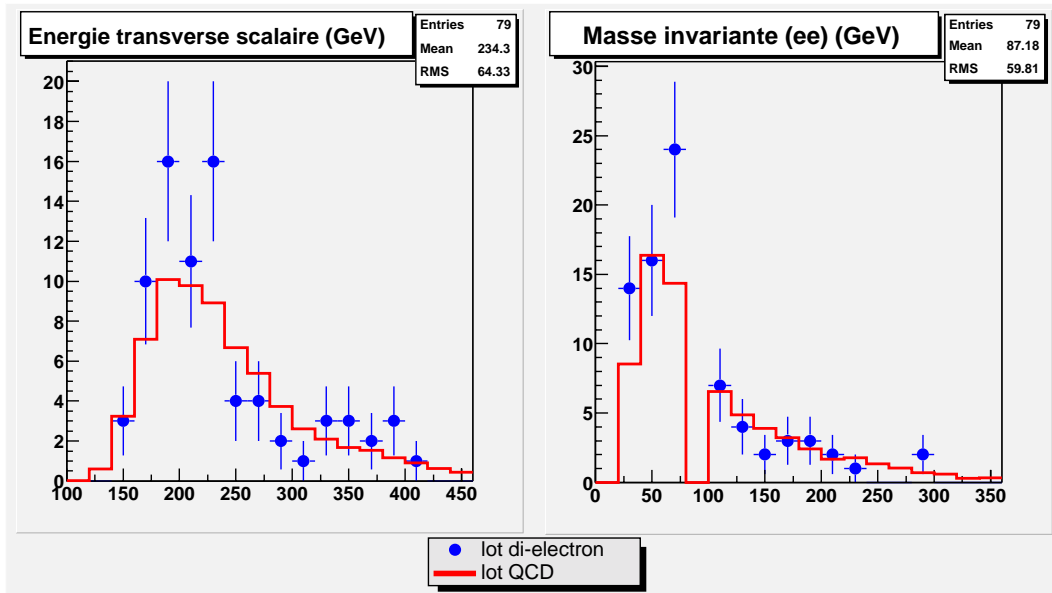 Energie transverse scalaire (GeV)
Entries 79
Mean 234.3
RMS 64.33
20
18
16
14
12
10
8
6
4
2
0
100 150 200 250 300 350 400 450
Masse invariante (ee) (GeV)
Entries 79
Mean 87.18
RMS 59.81
30
25
20
15
10
5
0
0 50 100 150 200 250 300 350
lot di-electron
lot QCD